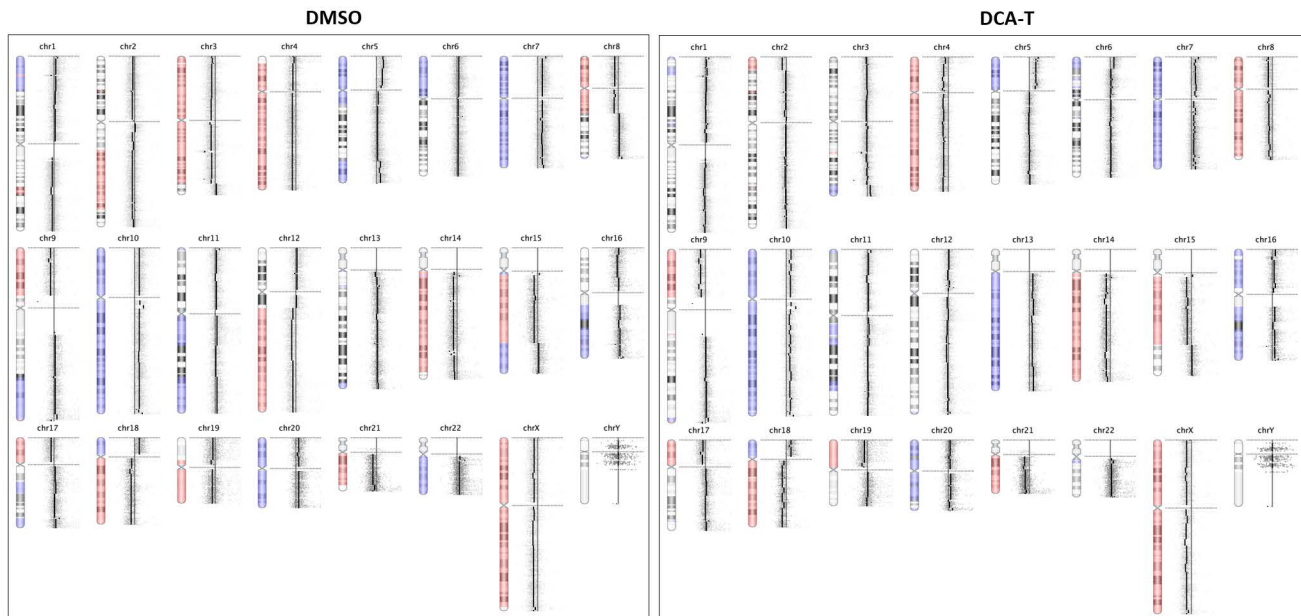 DMSO
chr1 chr2 chr3 chr4 chr5 chr6 chr7 chr8
chr9 chr10 chr11 chr12 chr13 chr14 chr15 chr16
chr17 chr18 chr19 chr20 chr21 chr22 chrX chrY
DCA-T
chr1 chr2 chr3 chr4 chr5 chr6 chr7 chr8
chr9 chr10 chr11 chr12 chr13 chr14 chr15 chr16
chr17 chr18 chr19 chr20 chr21 chr22 chrX chrY